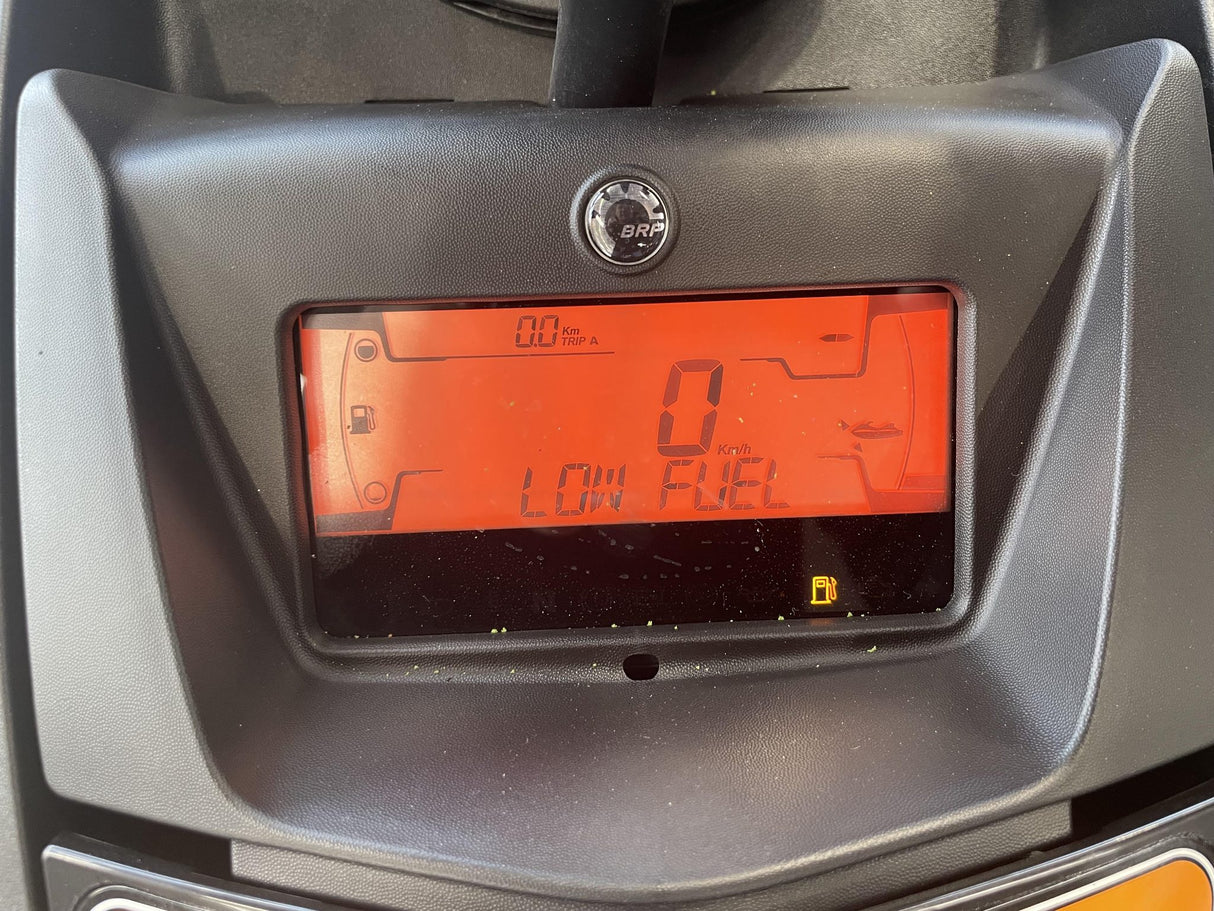 BRP
0.0 Km
TRIP A
0 Km/h
LOW FUEL